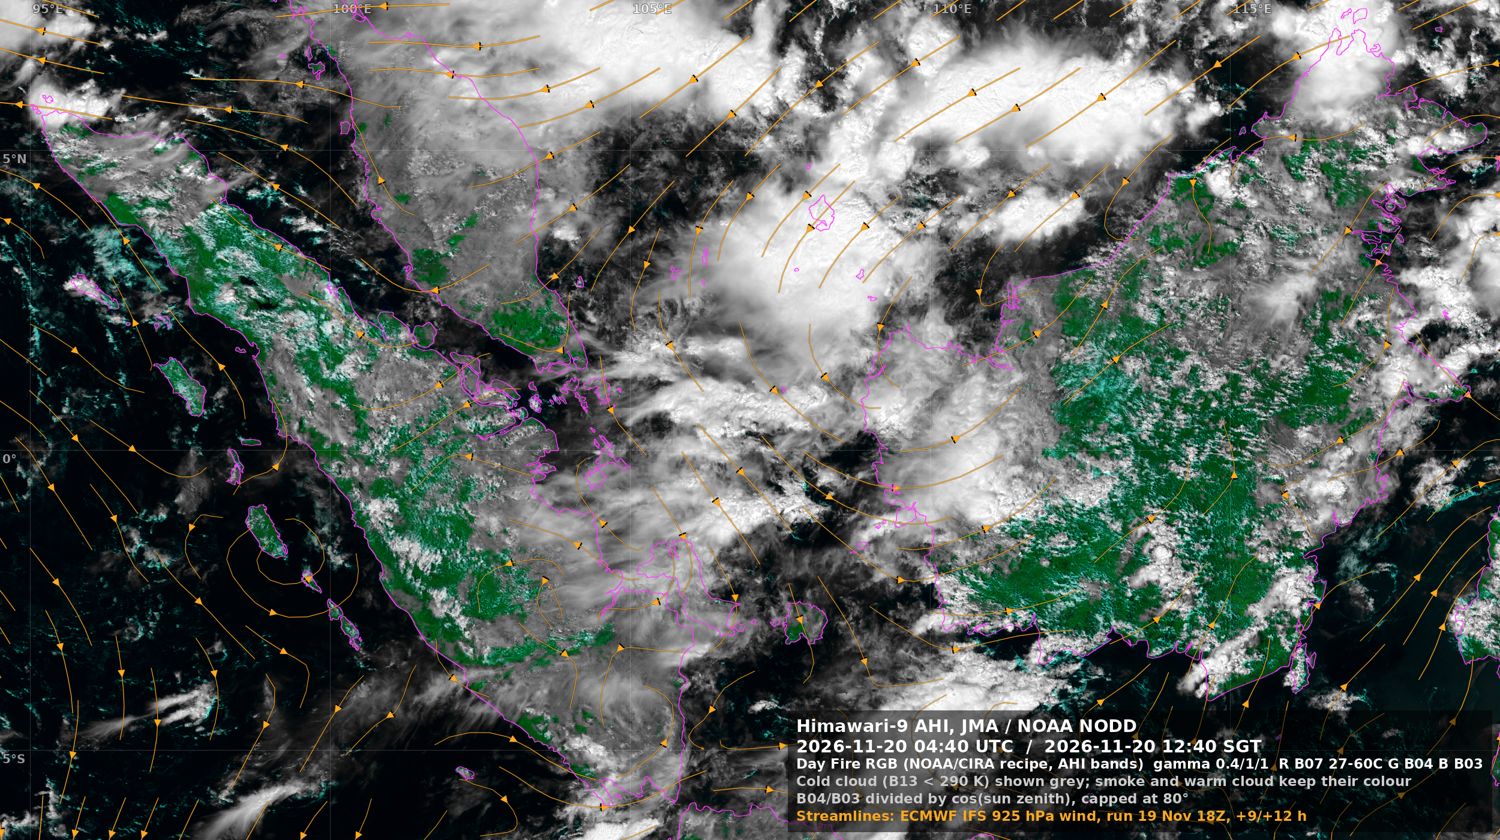 95°E
100°E
105°E
110°E
115°E
5°N
0°
5°S
Himawari-9 AHI, JMA / NOAA NODD
2026-11-20 04:40 UTC / 2026-11-20 12:40 SGT
Day Fire RGB (NOAA/CIRA recipe, AHI bands) gamma 0.4/1/1 R B07 27-60C G B04 B B03
Cold cloud (B13 < 290 K) shown grey; smoke and warm cloud keep their colour
B04/B03 divided by cos(sun zenith), capped at 80°
Streamlines: ECMWF IFS 925 hPa wind, run 19 Nov 18Z, +9/+12 h